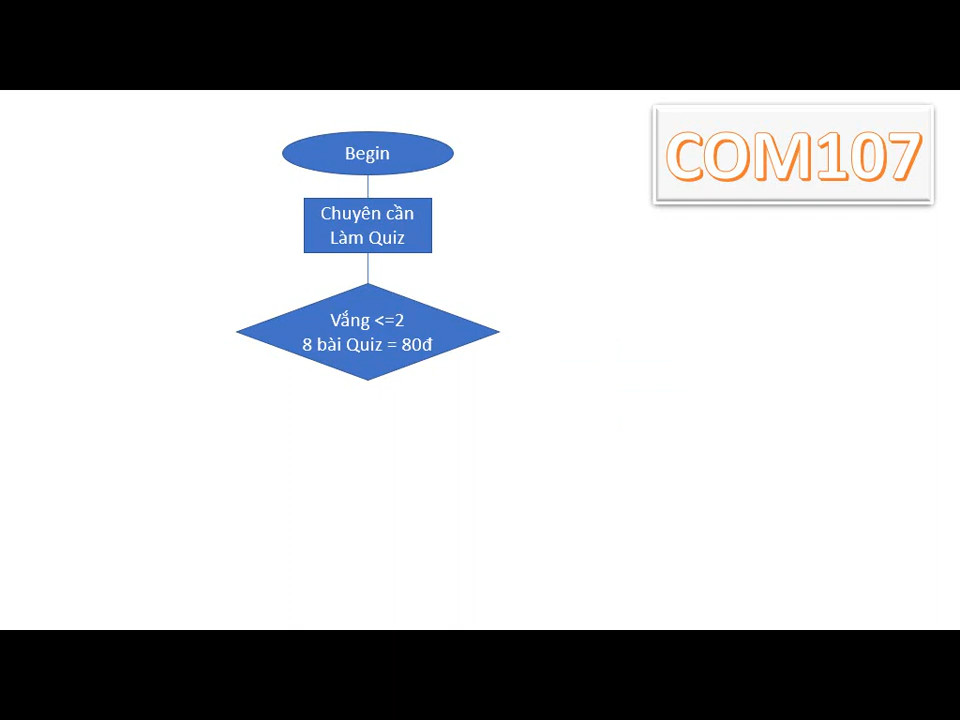 COM107
Begin
Chuyên cần
Làm Quiz
Vắng <=2
8 bài Quiz = 80đ